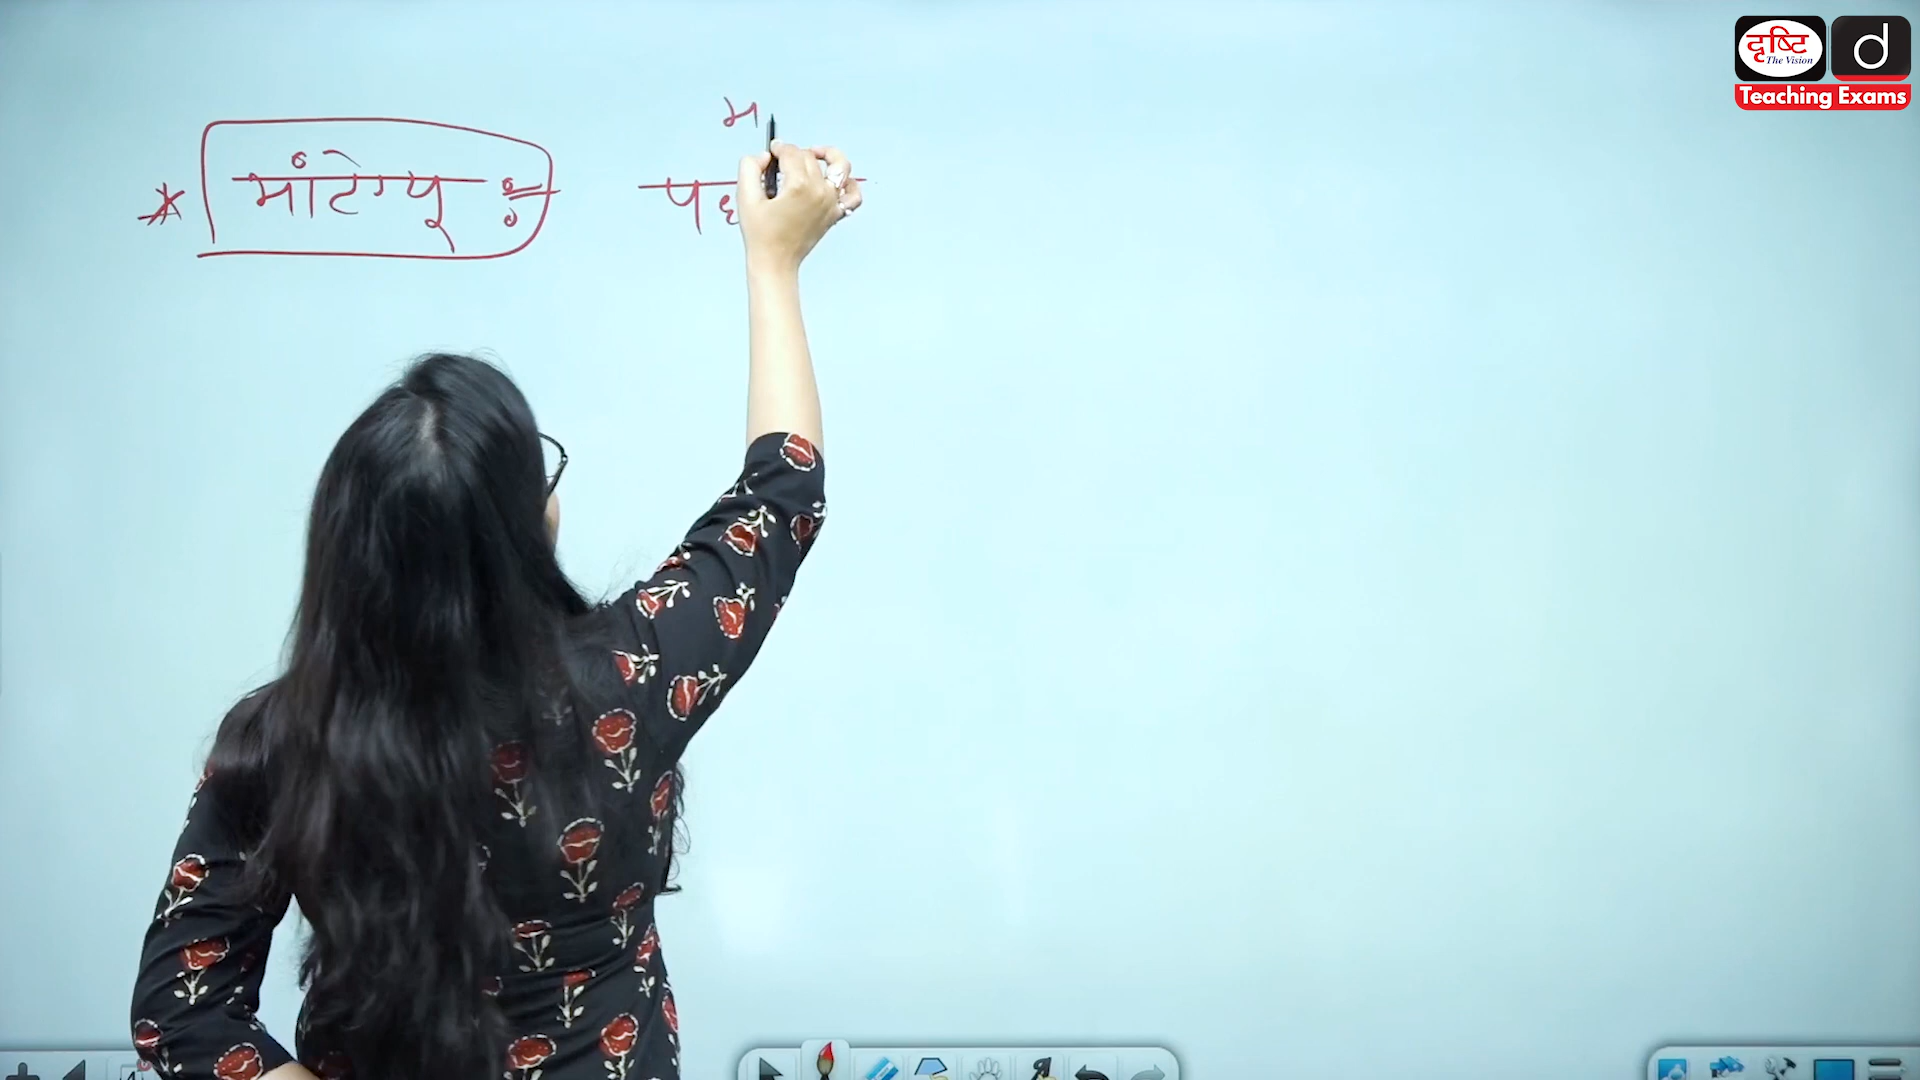 दृष्टि
The Vision
d
Teaching Exams
म
* मांटेग्यू